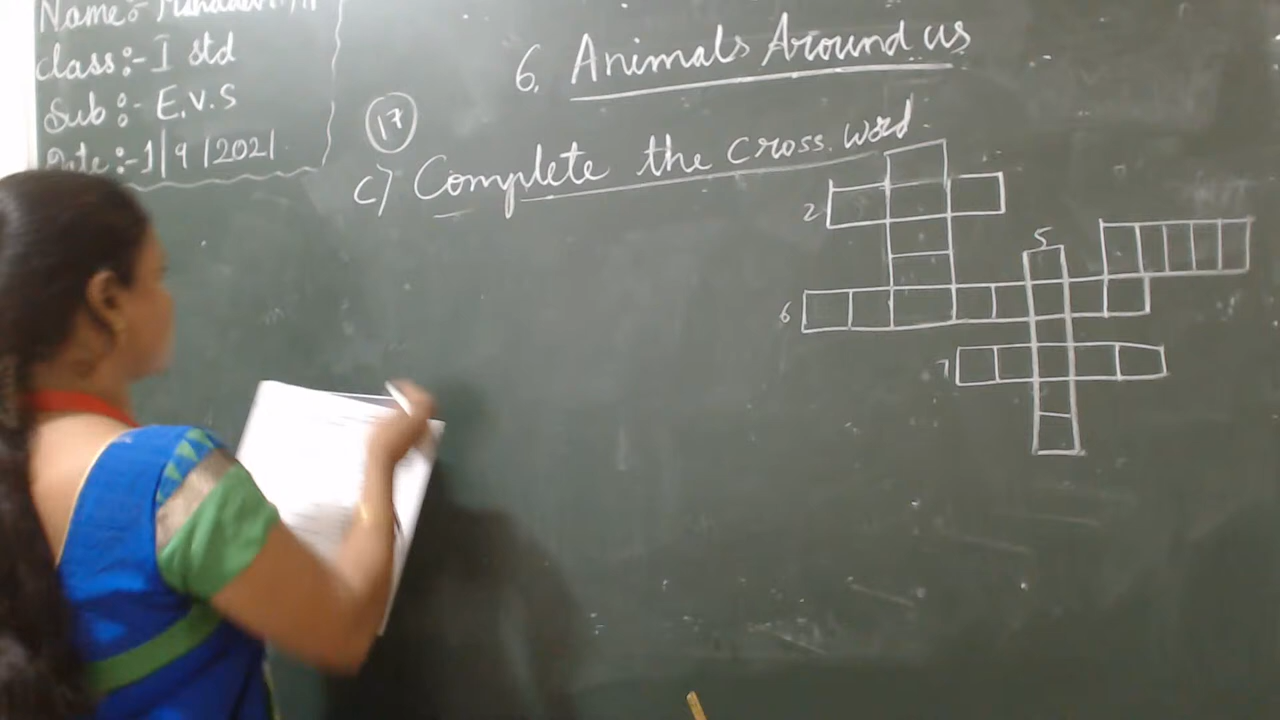 Name:-
Class:- I std
Sub:- E.V.S
Date:-1/9/2021
6. Animals Around us
17
c) Complete the cross word
2
5
6
7